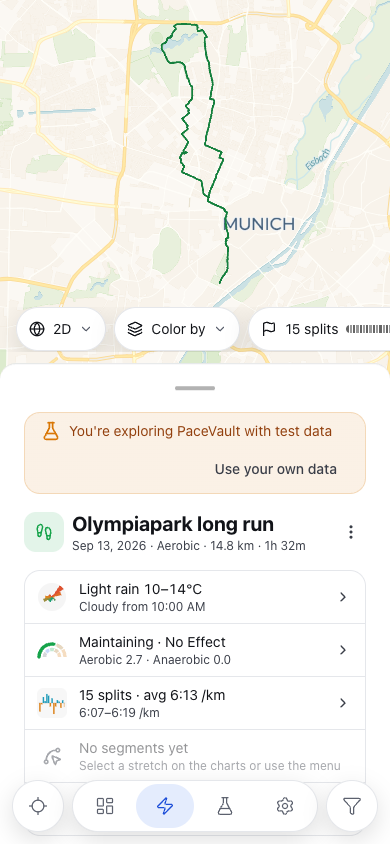 Eisbach
MUNICH
2D
Color by
15 splits
You're exploring PaceVault with test data
Use your own data
Olympiapark long run
Sep 13, 2026 · Aerobic · 14.8 km · 1h 32m
Light rain 10–14°C
Cloudy from 10:00 AM
Maintaining · No Effect
Aerobic 2.7 · Anaerobic 0.0
15 splits · avg 6:13 /km
6:07–6:19 /km
No segments yet
Select a stretch on the charts or use the menu